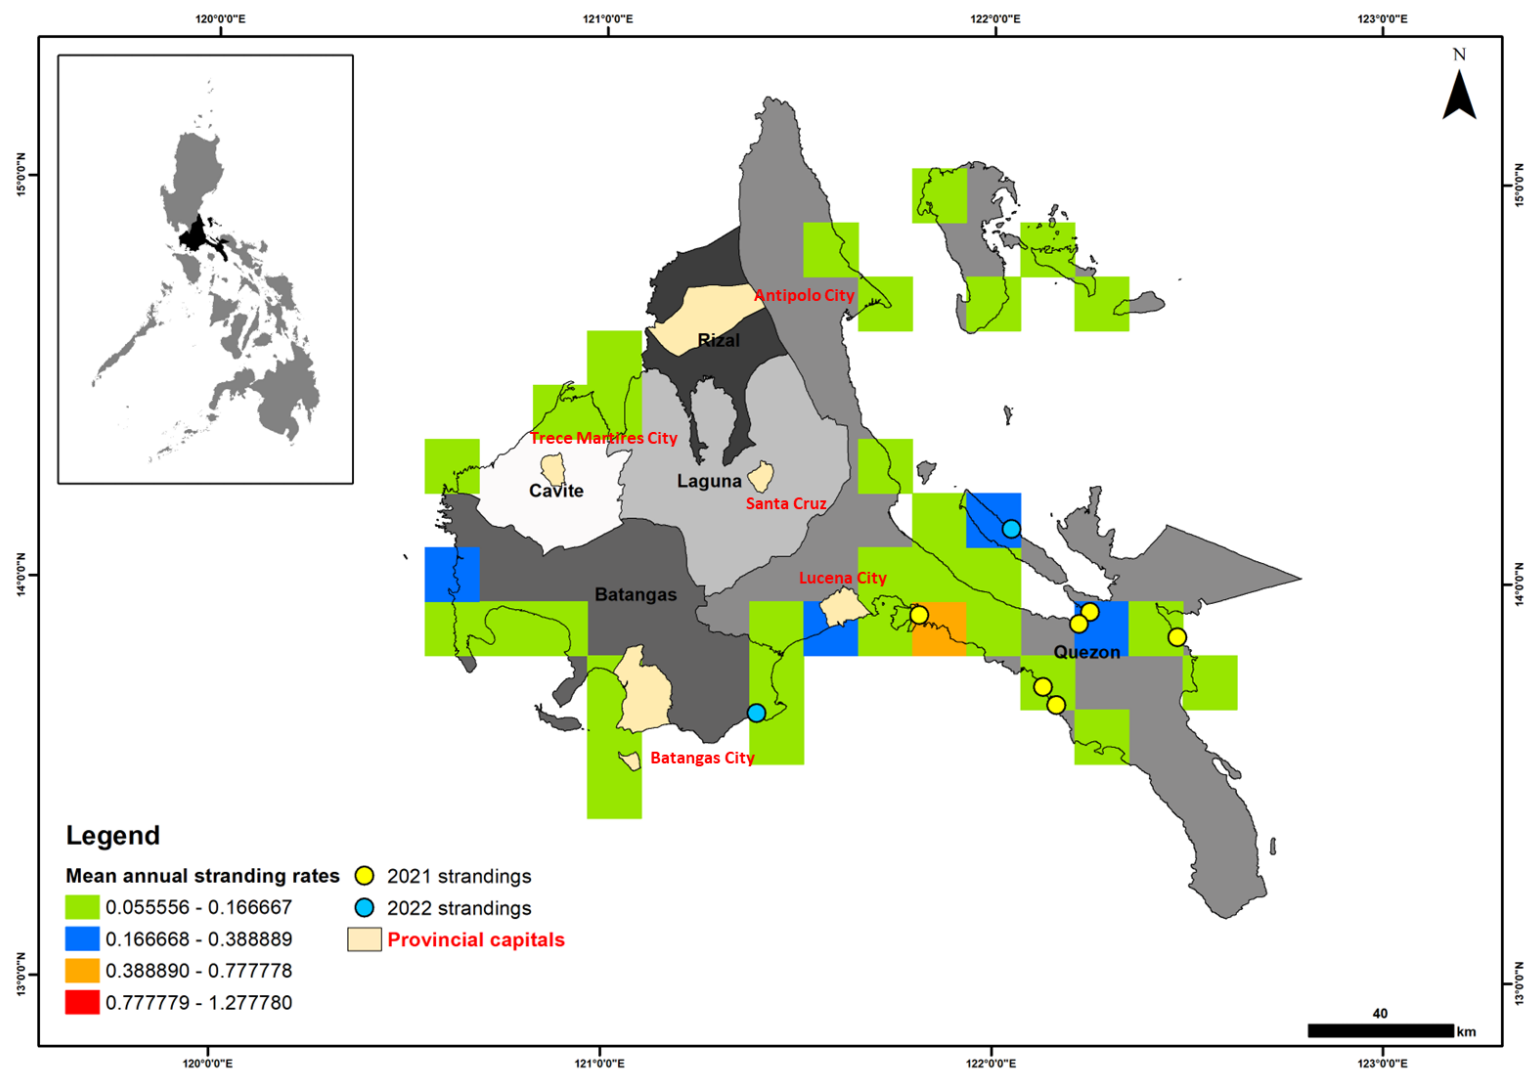 120°0'0"E 121°0'0"E 122°0'0"E 123°0'0"E
N
15°0'0"N 15°0'0"N
Antipolo City
Rizal
Trece Martires City
Laguna
Cavite
Santa Cruz
14°0'0"N 14°0'0"N
Lucena City
Batangas
Quezon
Batangas City
Legend
Mean annual stranding rates
0.055556 - 0.166667
0.166668 - 0.388889
0.388890 - 0.777778
0.777779 - 1.277780
2021 strandings
2022 strandings
Provincial capitals
13°0'0"N 13°0'0"N
40
km
120°0'0"E 121°0'0"E 122°0'0"E 123°0'0"E